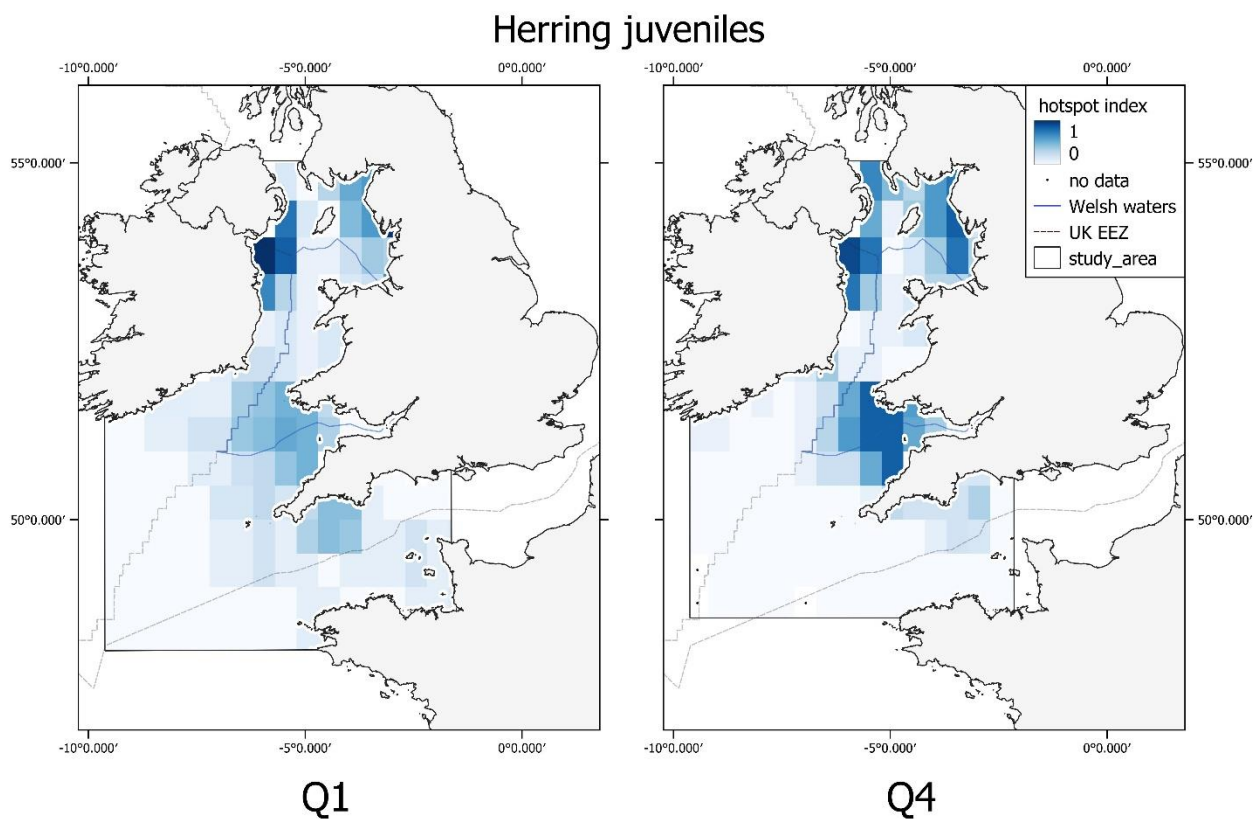 Herring juveniles
-10°0.000′ -5°0.000′ 0°0.000′ -10°0.000′ -5°0.000′ 0°0.000′
hotspot index
1
0
no data
Welsh waters
UK EEZ
study_area
55°0.000′ 55°0.000′
50°0.000′ 50°0.000′
-10°0.000′ -5°0.000′ 0°0.000′ -10°0.000′ -5°0.000′ 0°0.000′
Q1 Q4